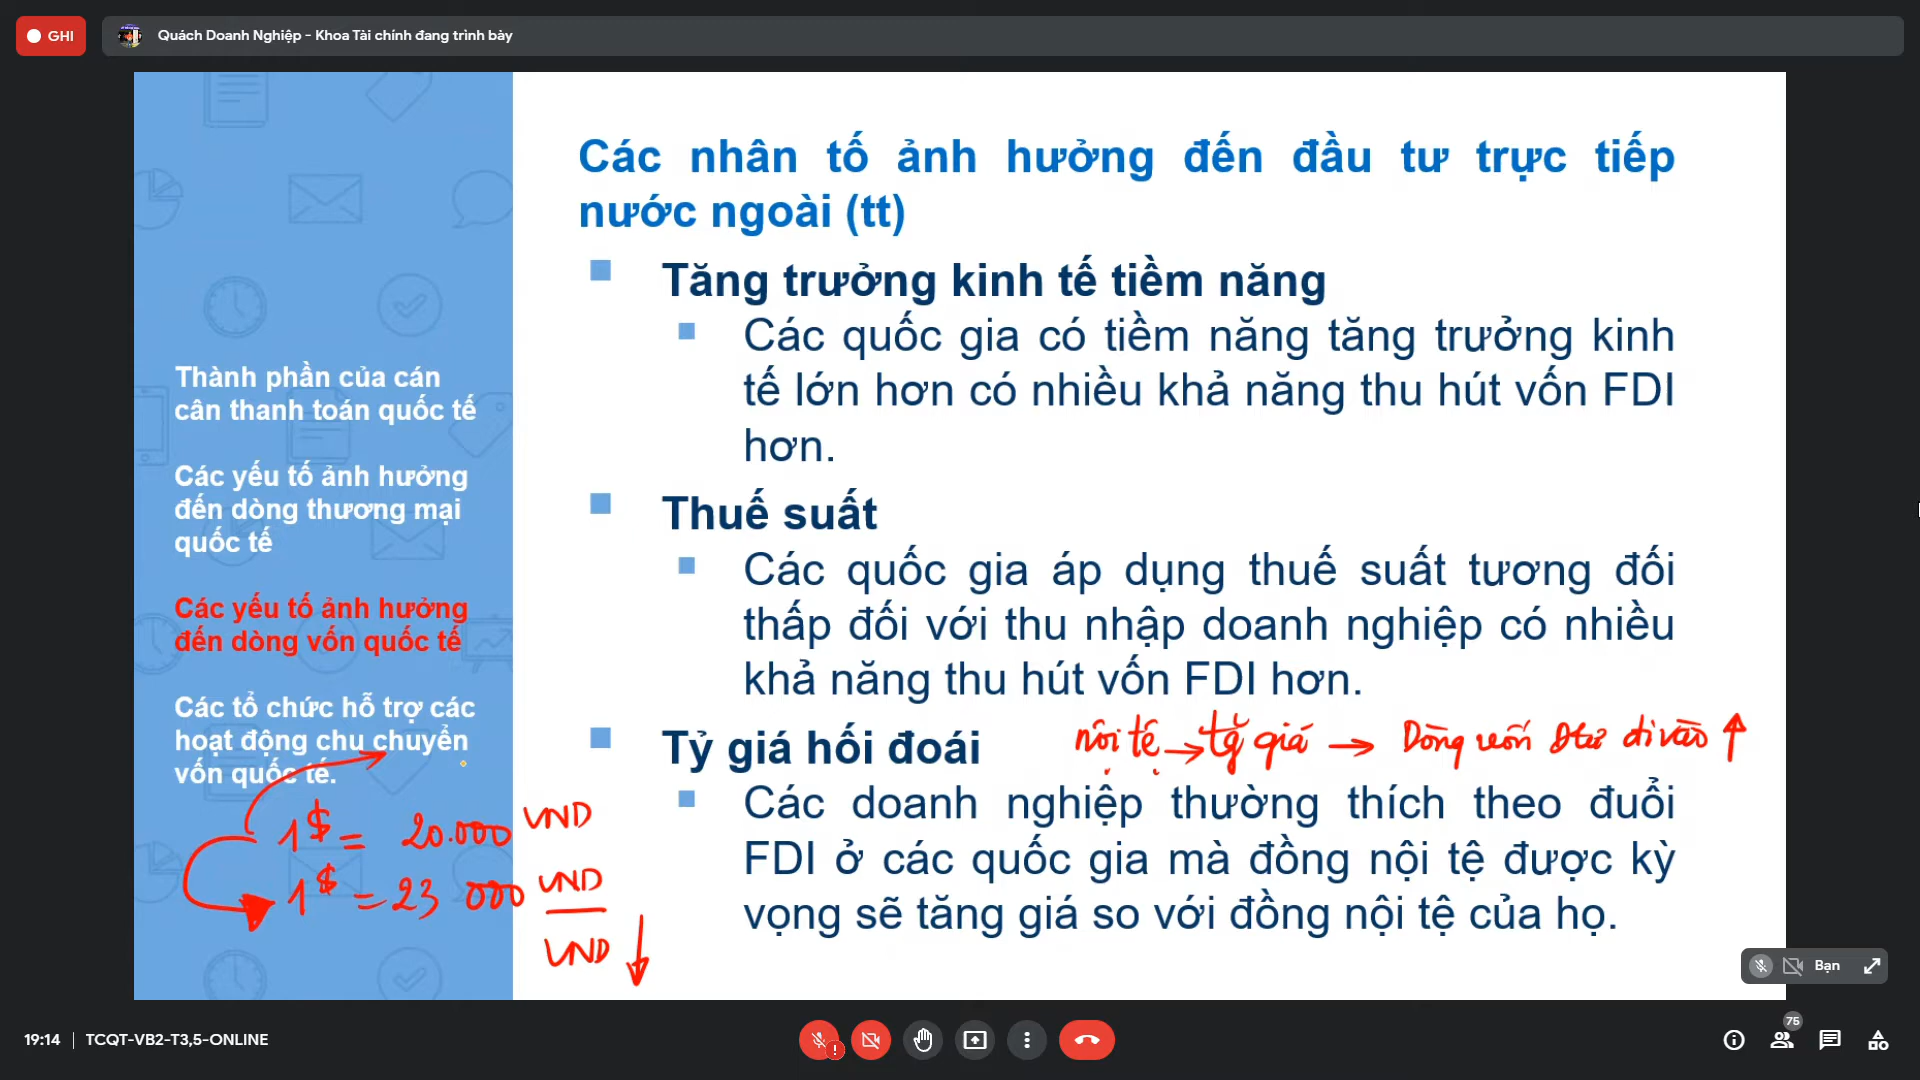 GHI
Quách Doanh Nghiệp - Khoa Tài chính đang trình bày
Thành phần của cán
cân thanh toán quốc tế
Các yếu tố ảnh hưởng
đến dòng thương mại
quốc tế
Các yếu tố ảnh hưởng
đến dòng vốn quốc tế
Các tổ chức hỗ trợ các
hoạt động chu chuyển
vốn quốc tế.
1$ = 20.000 VND
1$ = 23 000 VND
VND
Các nhân tố ảnh hưởng đến đầu tư trực tiếp
nước ngoài (tt)
Tăng trưởng kinh tế tiềm năng
Các quốc gia có tiềm năng tăng trưởng kinh
tế lớn hơn có nhiều khả năng thu hút vốn FDI
hơn.
Thuế suất
Các quốc gia áp dụng thuế suất tương đối
thấp đối với thu nhập doanh nghiệp có nhiều
khả năng thu hút vốn FDI hơn.
Tỷ giá hối đoái
nội tệ → tg giá → Dòng vốn đtư đi vào ↑
Các doanh nghiệp thường thích theo đuổi
FDI ở các quốc gia mà đồng nội tệ được kỳ
vọng sẽ tăng giá so với đồng nội tệ của họ.
Bạn
19:14 | TCQT-VB2-T3,5-ONLINE
75